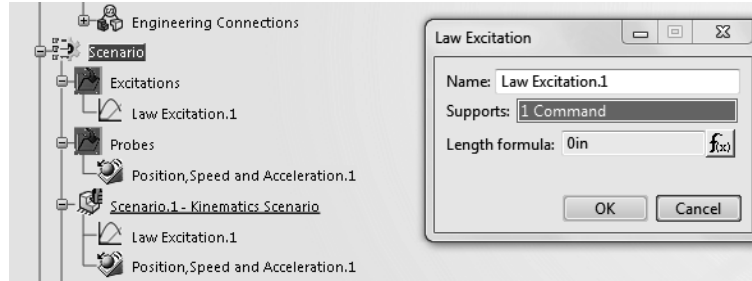 Engineering Connections
Scenario
Excitations
Law Excitation.1
Probes
Position,Speed and Acceleration.1
Scenario.1 - Kinematics Scenario
Law Excitation.1
Position,Speed and Acceleration.1
Law Excitation
Name: Law Excitation.1
Supports: 1 Command
Length formula: 0in f(x)
OK Cancel